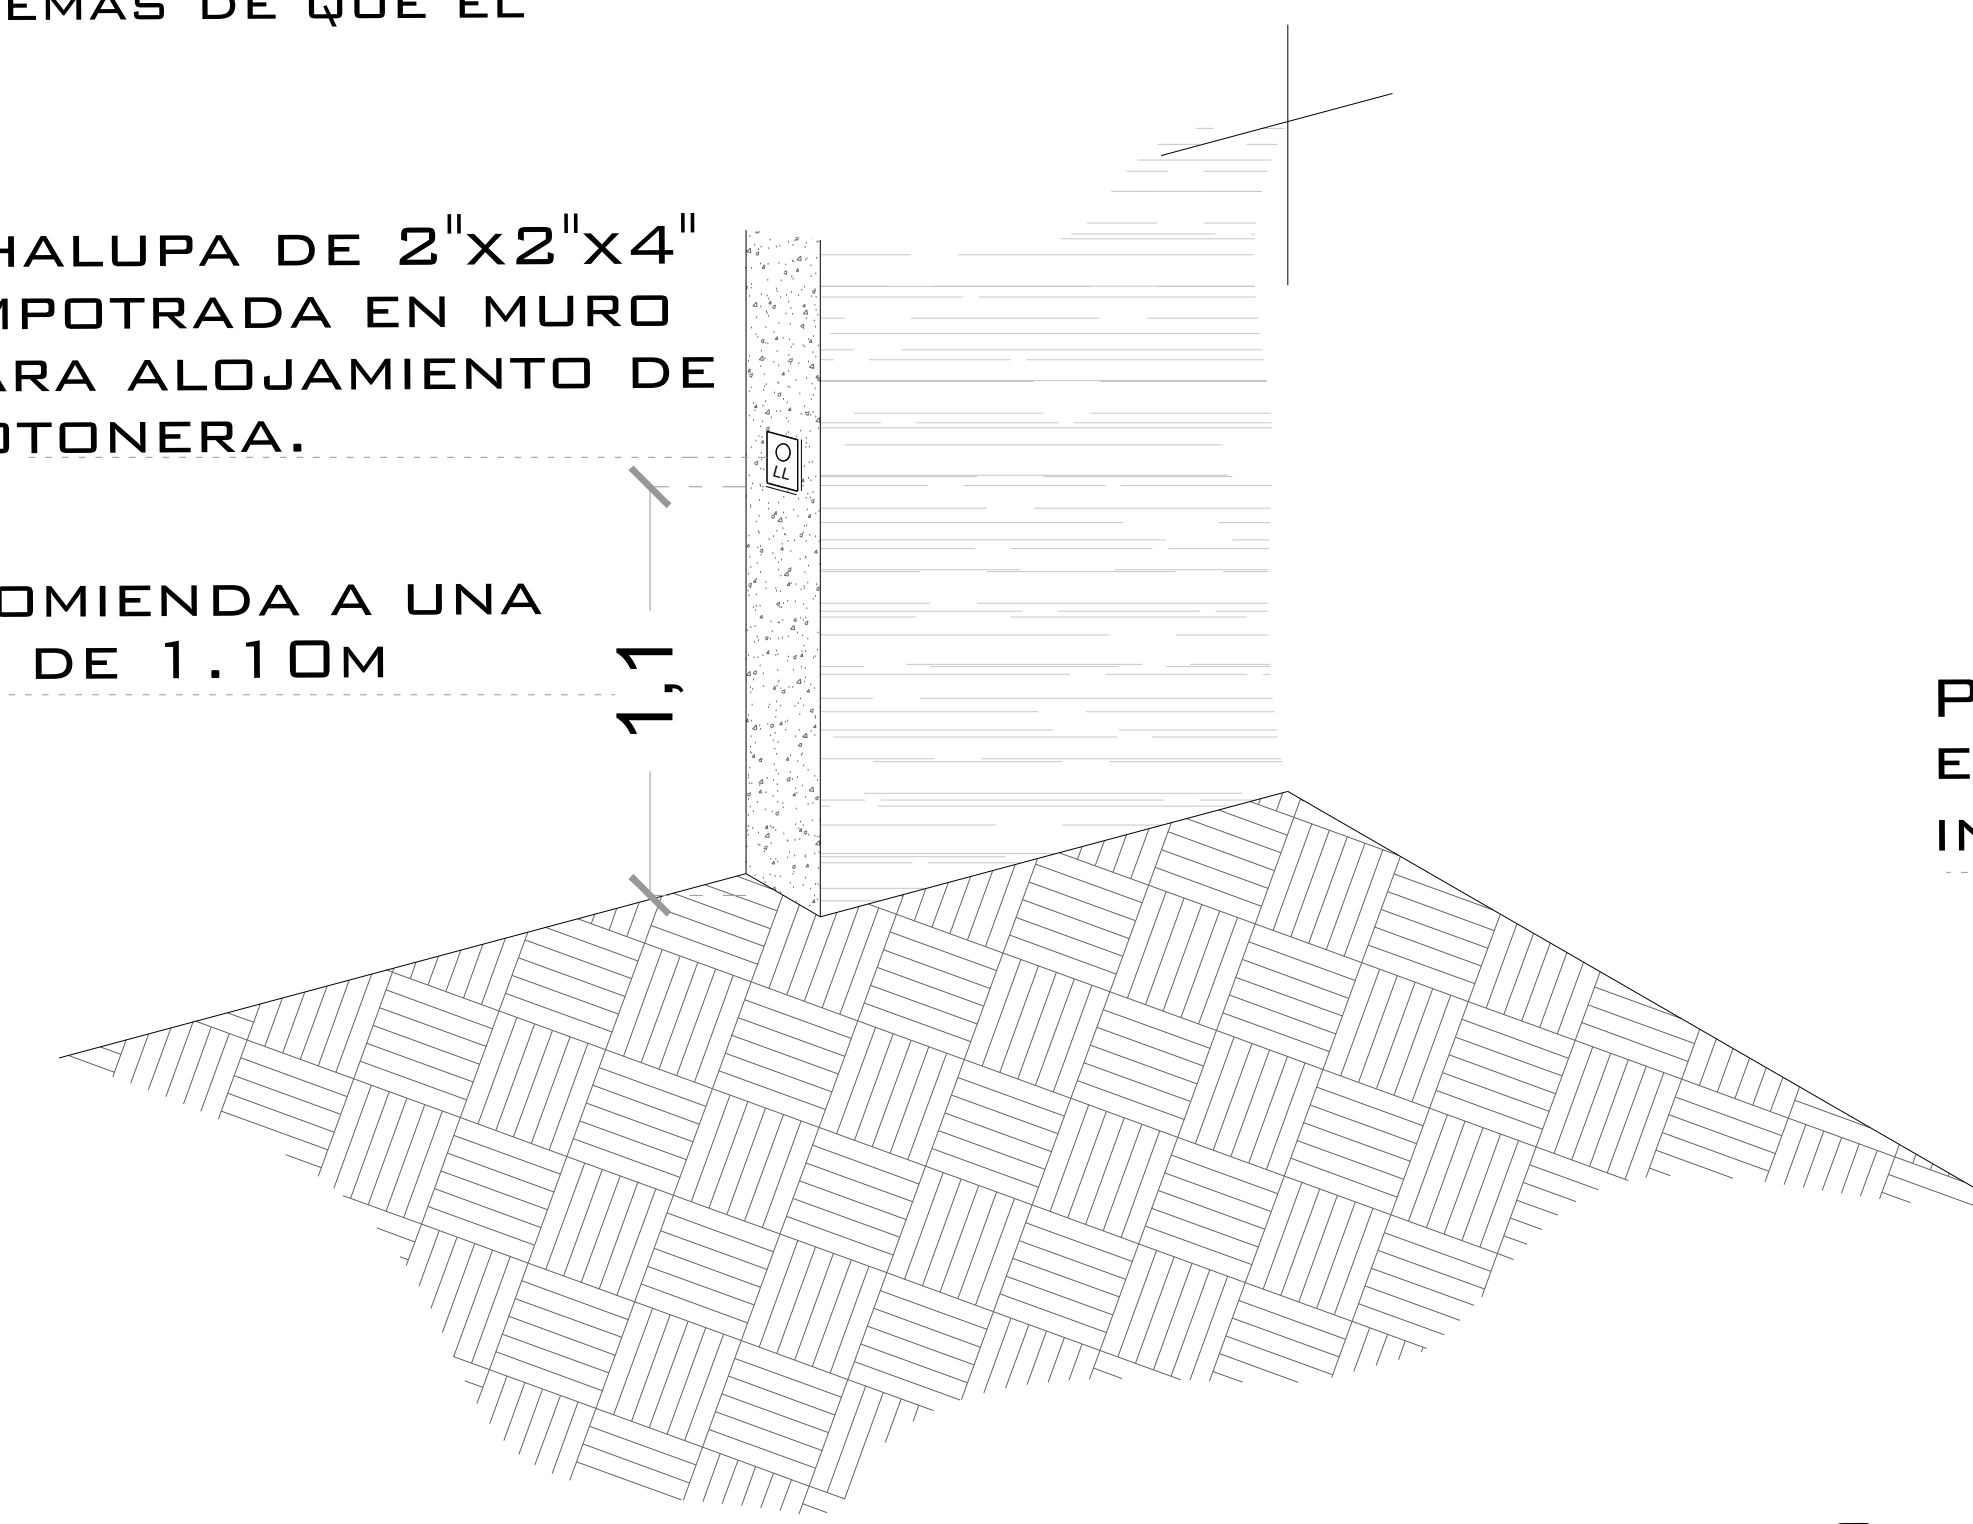 EMAS DE QUE EL
HALUPA DE 2"x2"x4"
MPOTRADA EN MURO
ARA ALOJAMIENTO DE
OTONERA.
OMIENDA A UNA
DE 1.10M
1,1
P
E
IN